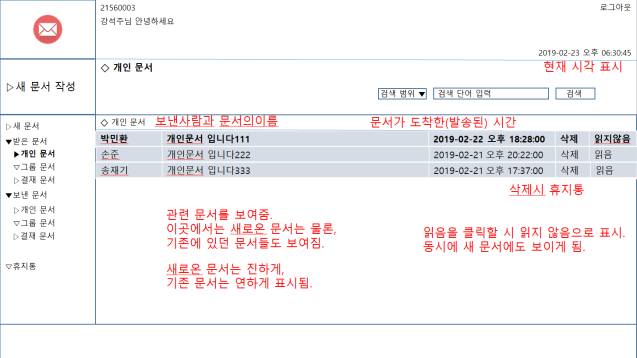 21560003
로그아웃
강석주님 안녕하세요
2019-02-23 오후 06:30:45
▷새 문서 작성
◇ 개인 문서
현재 시각 표시
검색 범위 ▼
검색 단어 입력
검색
▷새 문서
▼받은 문서
▶개인 문서
▽그룹 문서
▷결재 문서
▼보낸 문서
▷개인 문서
▽그룹 문서
▷결재 문서
▽휴지통
◇ 개인 문서
보낸사람과 문서의이름
문서가 도착한(발송된) 시간
박민환 개인문서 입니다111 2019-02-22 오후 18:28:00 삭제 읽지않음
손준 개인문서 입니다222 2019-02-21 오후 20:22:00 삭제 읽음
송재기 개인문서 입니다333 2019-02-21 오후 17:37:00 삭제 읽음
삭제시 휴지통
관련 문서를 보여줌.
이곳에서는 새로온 문서는 물론,
기존에 있던 문서들도 보여짐.
새로온 문서는 진하게,
기존 문서는 연하게 표시됨.
읽음을 클릭할 시 읽지 않음으로 표시.
동시에 새 문서에도 보이게 됨.